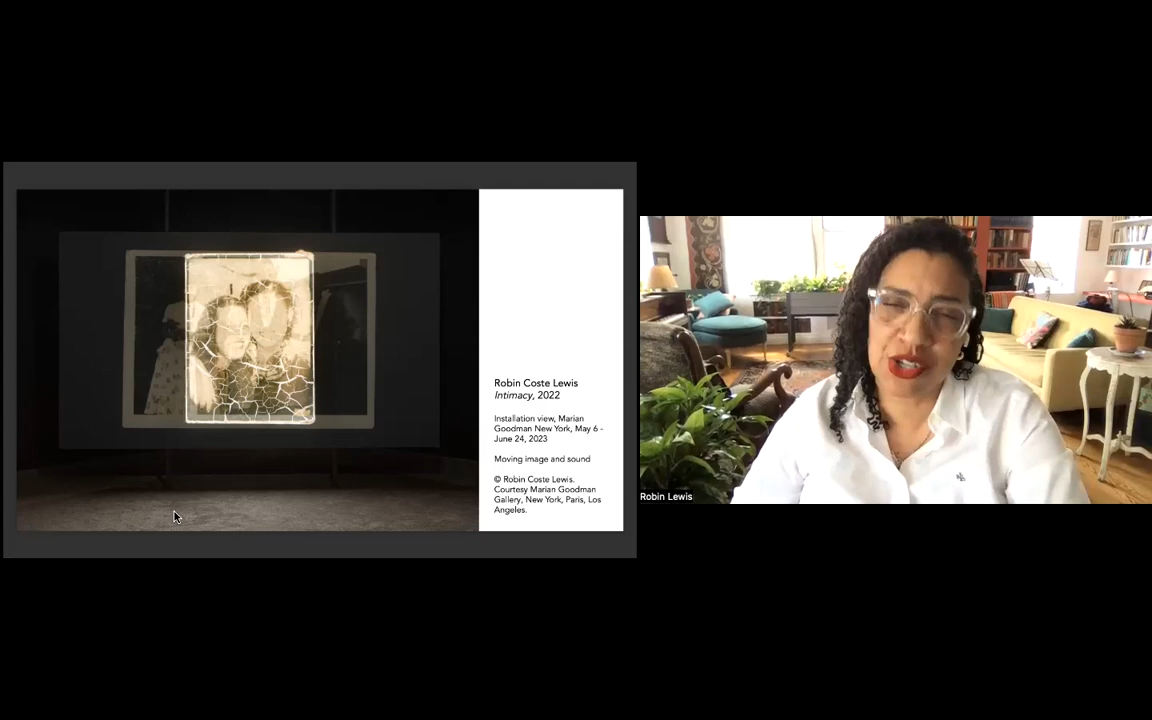 Robin Coste Lewis
Intimacy, 2022
Installation view, Marian
Goodman New York, May 6 -
June 24, 2023
Moving image and sound
© Robin Coste Lewis.
Courtesy Marian Goodman
Gallery, New York, Paris, Los
Angeles.
Robin Lewis